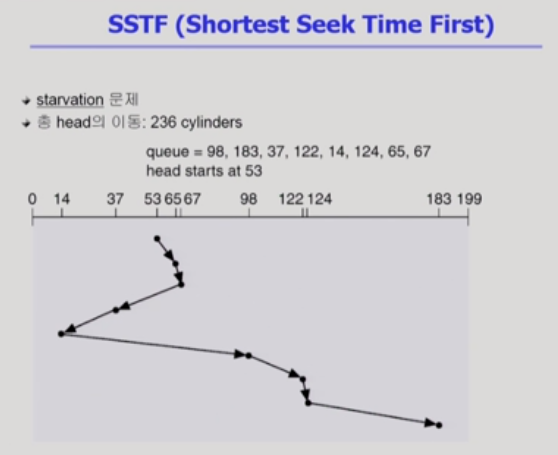 SSTF (Shortest Seek Time First)
starvation 문제
총 head의 이동: 236 cylinders
queue = 98, 183, 37, 122, 14, 124, 65, 67
head starts at 53
0 14 37 53 65 67 98 122 124 183 199